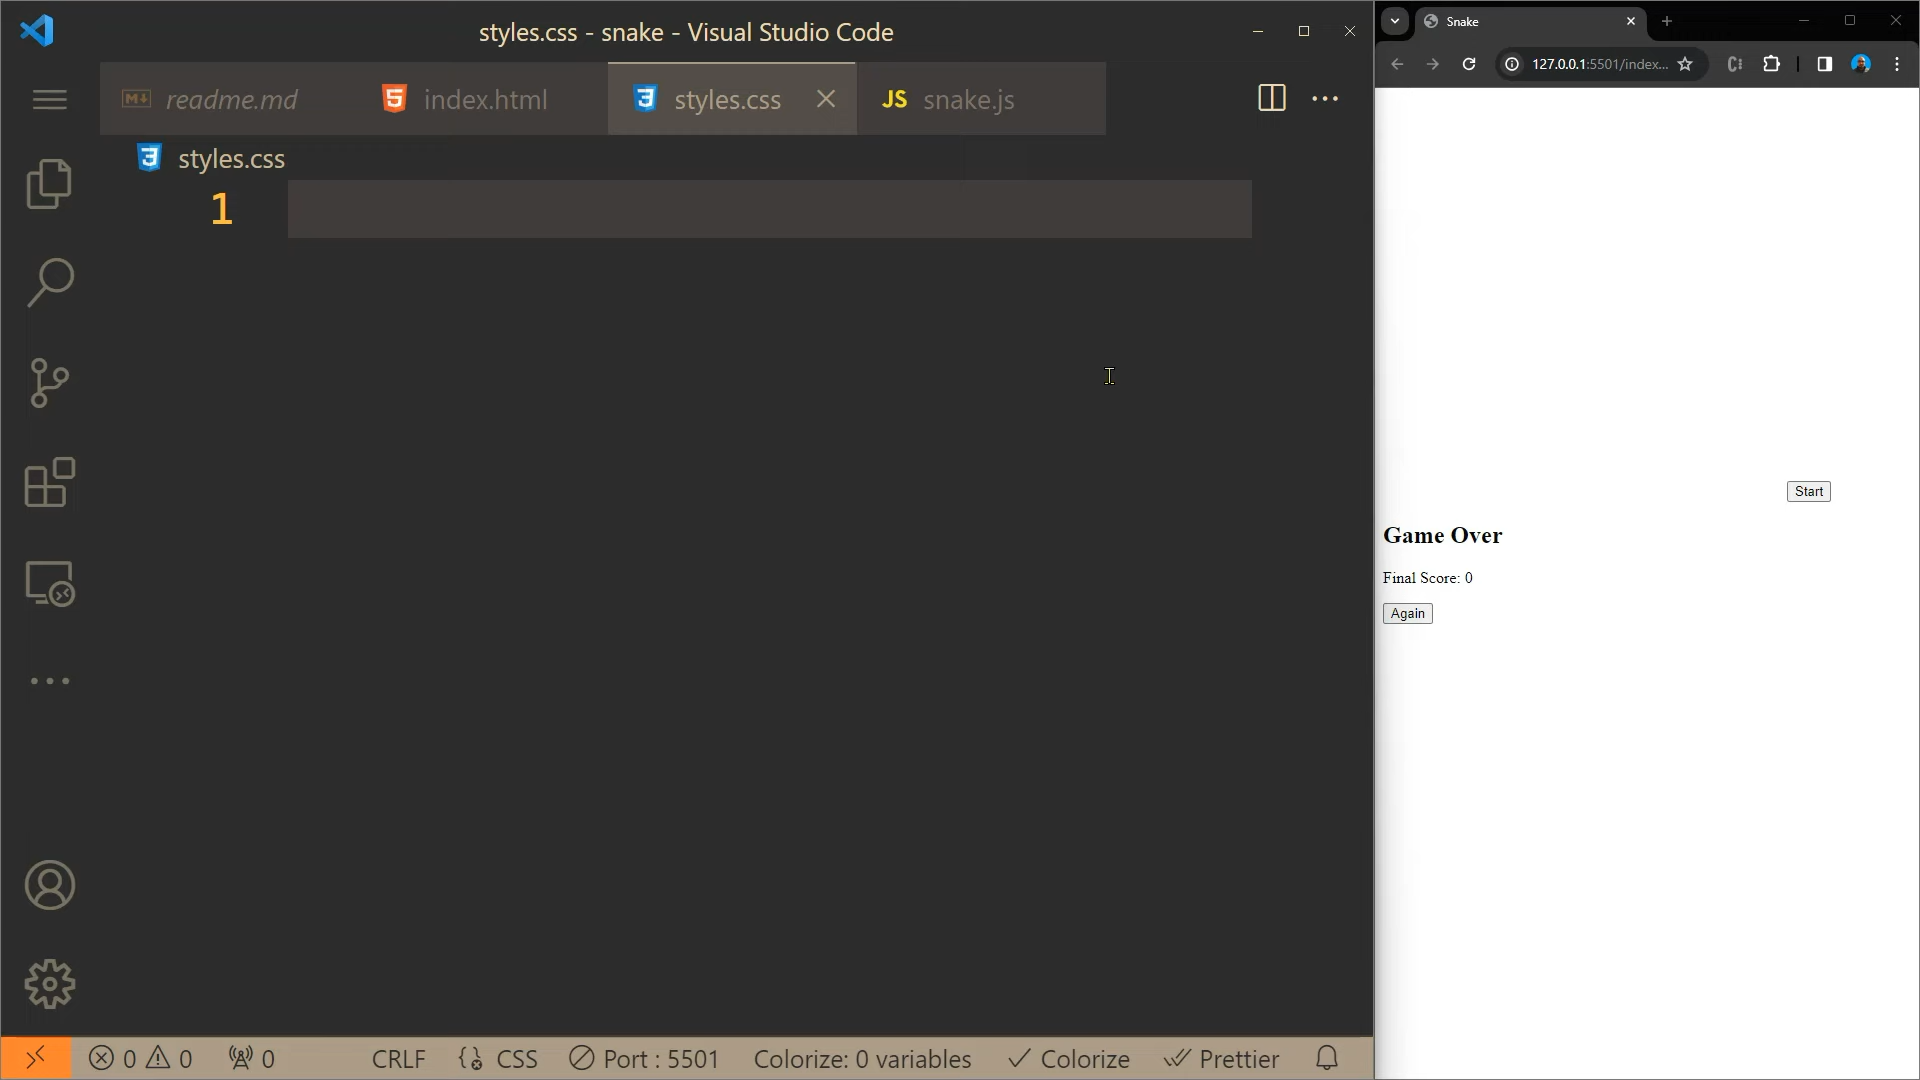 styles.css - snake - Visual Studio Code
readme.md
index.html
styles.css
JS snake.js
styles.css
1
0 0
0
CRLF
CSS
Port : 5501
Colorize: 0 variables
Colorize
Prettier
Snake
127.0.0.1:5501/index...
Start
Game Over
Final Score: 0
Again